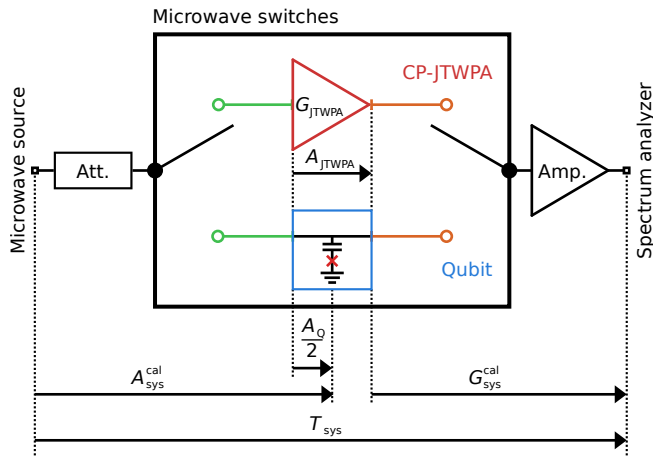 Microwave switches
CP-JTWPA
G_JTWPA
Microwave source
Att.
A_JTWPA
Amp.
Spectrum analyzer
Qubit
A_Q
2
A_sys^cal
G_sys^cal
T_sys